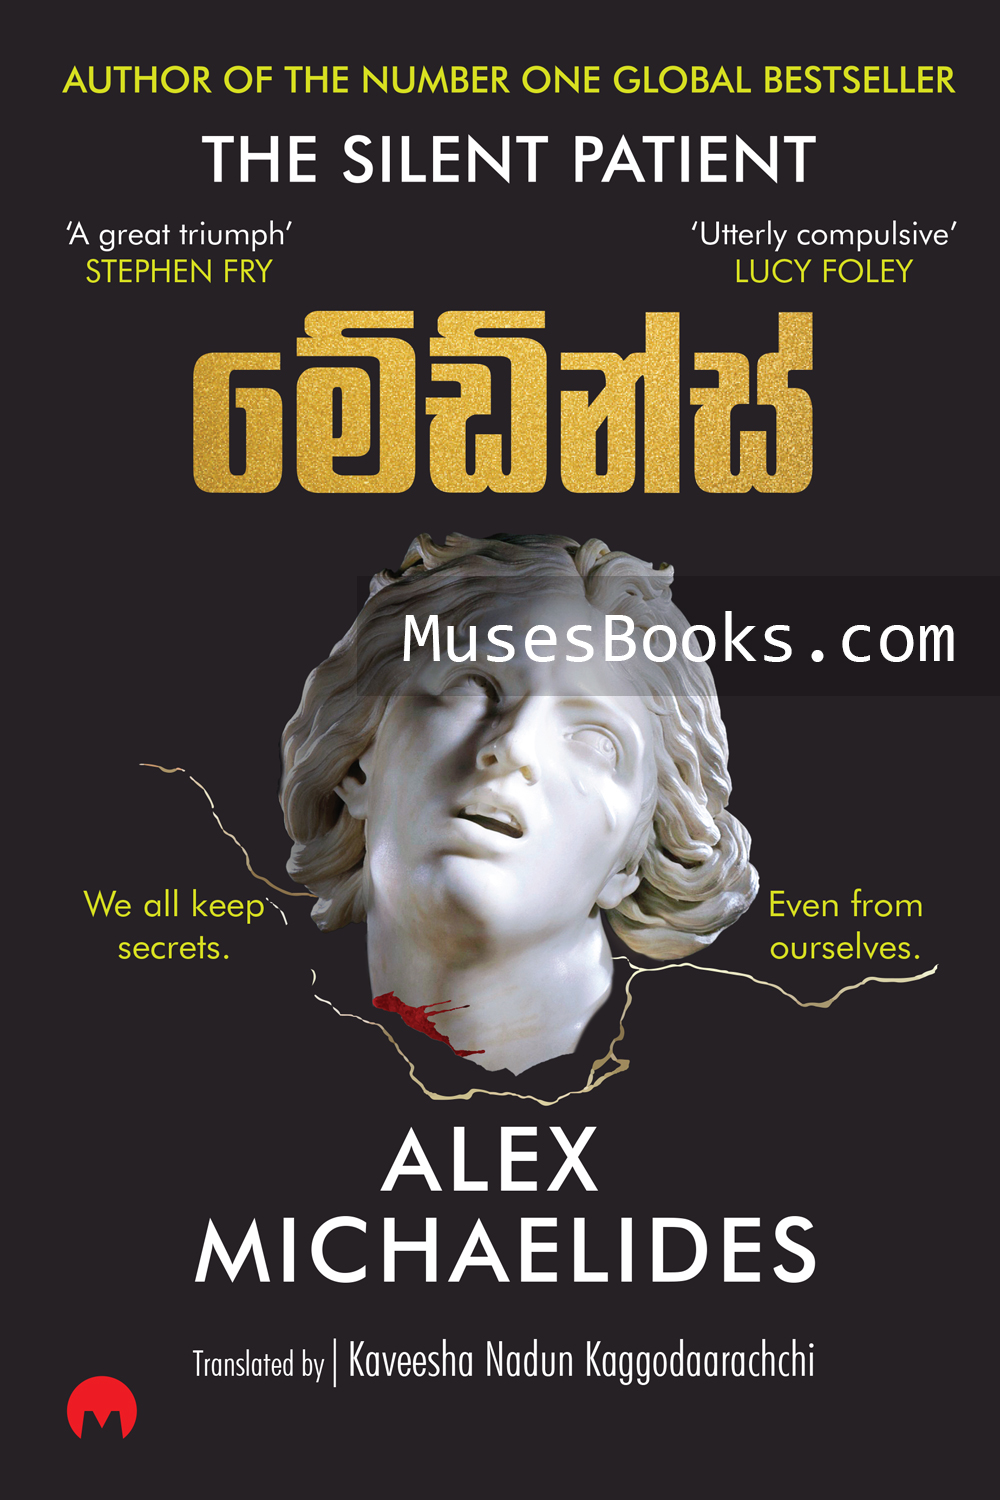 AUTHOR OF THE NUMBER ONE GLOBAL BESTSELLER
THE SILENT PATIENT
‘A great triumph’
STEPHEN FRY
‘Utterly compulsive’
LUCY FOLEY
මේඩන්ස්
MusesBooks.com
We all keep
secrets.
Even from
ourselves.
ALEX
MICHAELIDES
Translated by | Kaveesha Nadun Kaggodaarachchi
M